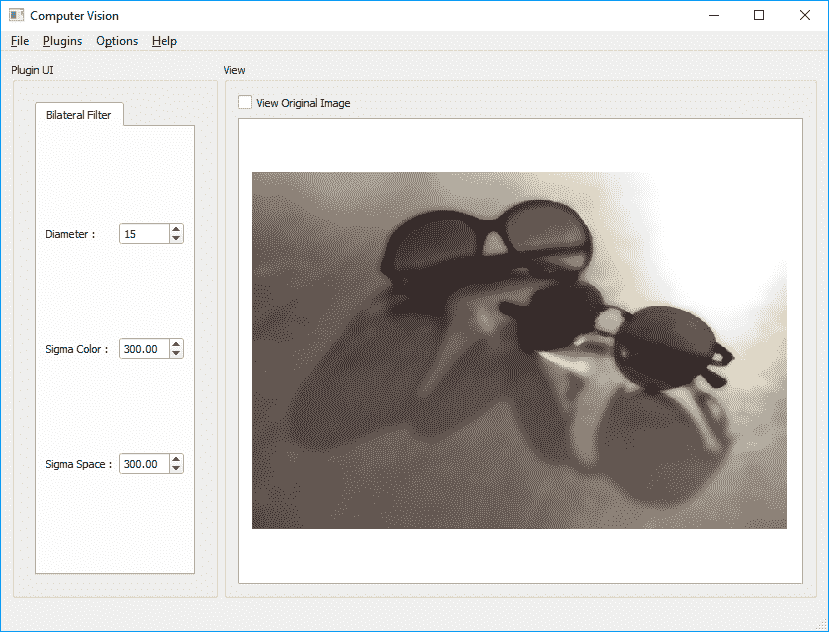 Computer Vision
File Plugins Options Help
Plugin UI
View
Bilateral Filter
View Original Image
Diameter : 15
Sigma Color : 300.00
Sigma Space : 300.00